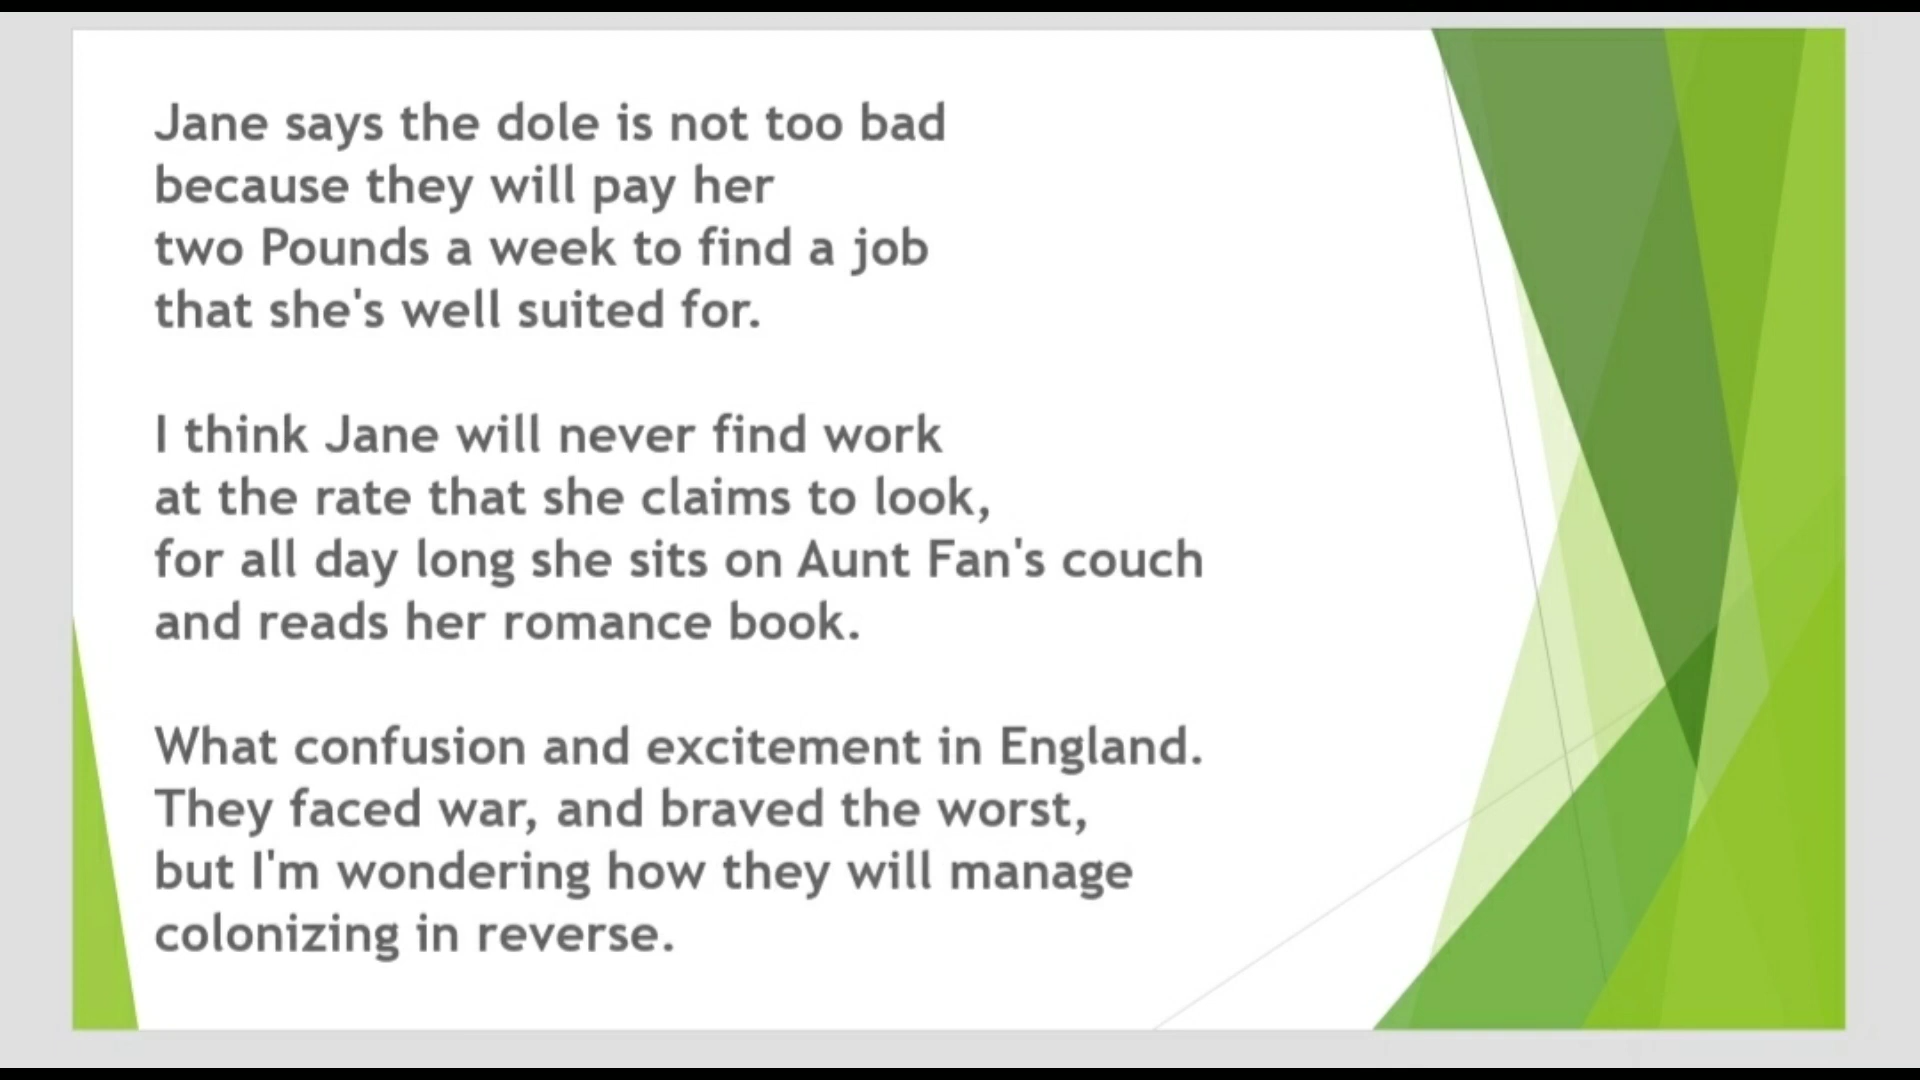 Jane says the dole is not too bad
because they will pay her
two Pounds a week to find a job
that she's well suited for.
I think Jane will never find work
at the rate that she claims to look,
for all day long she sits on Aunt Fan's couch
and reads her romance book.
What confusion and excitement in England.
They faced war, and braved the worst,
but I'm wondering how they will manage
colonizing in reverse.